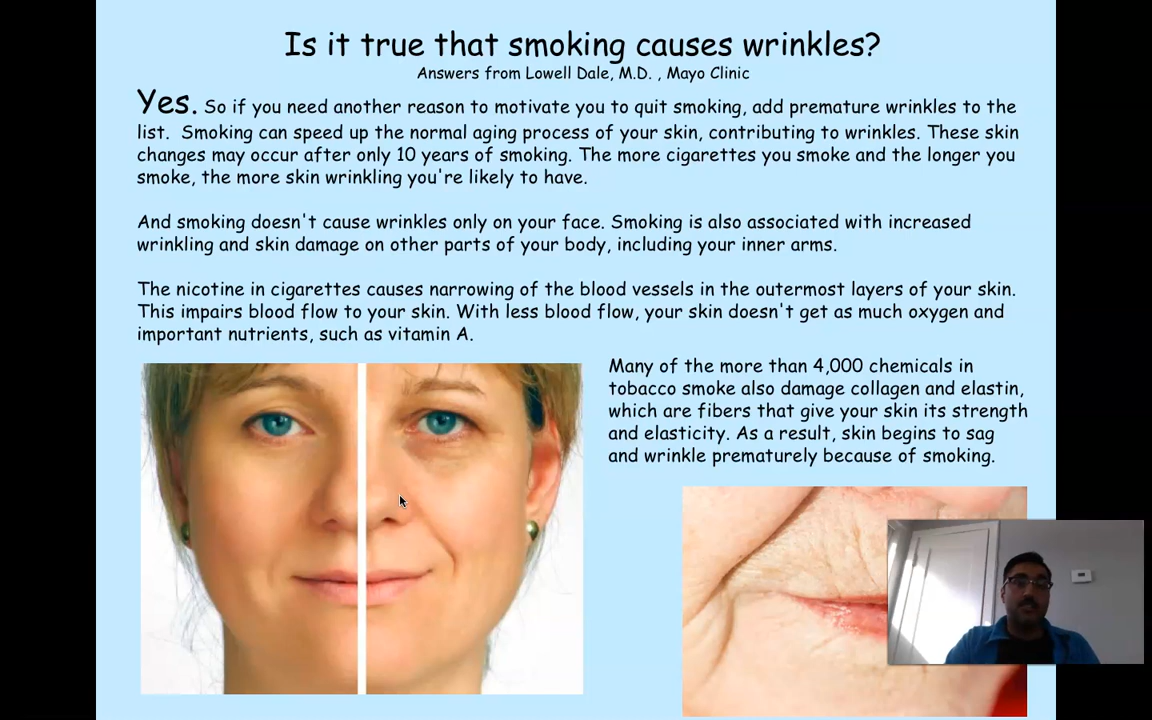 Is it true that smoking causes wrinkles?
Answers from Lowell Dale, M.D. , Mayo Clinic
Yes. So if you need another reason to motivate you to quit smoking, add premature wrinkles to the
list.  Smoking can speed up the normal aging process of your skin, contributing to wrinkles. These skin
changes may occur after only 10 years of smoking. The more cigarettes you smoke and the longer you
smoke, the more skin wrinkling you're likely to have.
And smoking doesn't cause wrinkles only on your face. Smoking is also associated with increased
wrinkling and skin damage on other parts of your body, including your inner arms.
The nicotine in cigarettes causes narrowing of the blood vessels in the outermost layers of your skin.
This impairs blood flow to your skin. With less blood flow, your skin doesn't get as much oxygen and
important nutrients, such as vitamin A.
Many of the more than 4,000 chemicals in
tobacco smoke also damage collagen and elastin,
which are fibers that give your skin its strength
and elasticity. As a result, skin begins to sag
and wrinkle prematurely because of smoking.